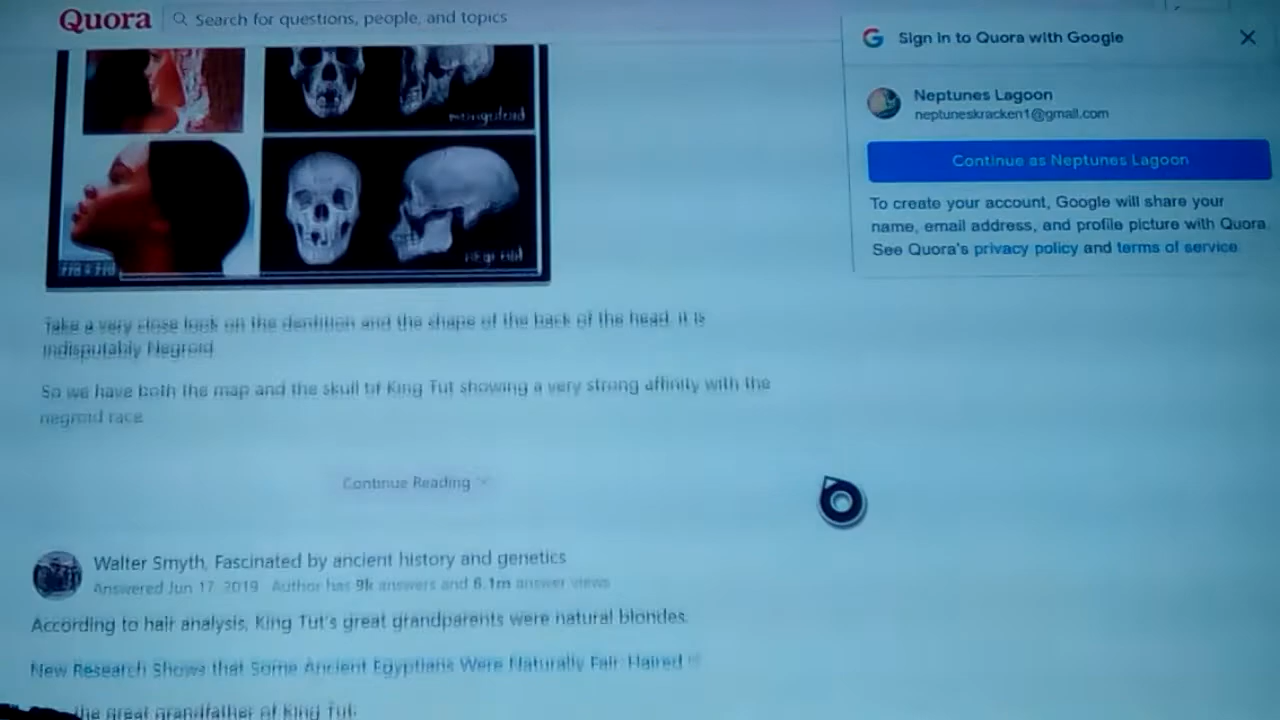 Quora
Search for questions, people, and topics
Sign in to Quora with Google
Neptunes Lagoon
neptuneskracken1@gmail.com
Continue as Neptunes Lagoon
To create your account, Google will share your
name, email address, and profile picture with Quora.
See Quora's privacy policy and terms of service.
mongoloid
negroid
Take a very close look on the dentition and the shape of the back of the head, it is
indisputably Negroid.
So we have both the map and the skull of King Tut showing a very strong affinity with the
negroid race.
Continue Reading
Walter Smyth, Fascinated by ancient history and genetics
Answered Jun 17, 2019 Author has 9k answers and 6.1m answer views
According to hair analysis, King Tut's great grandparents were natural blondes.
New Research Shows that Some Ancient Egyptians Were Naturally Fair-Haired
the great grandfather of King Tut: